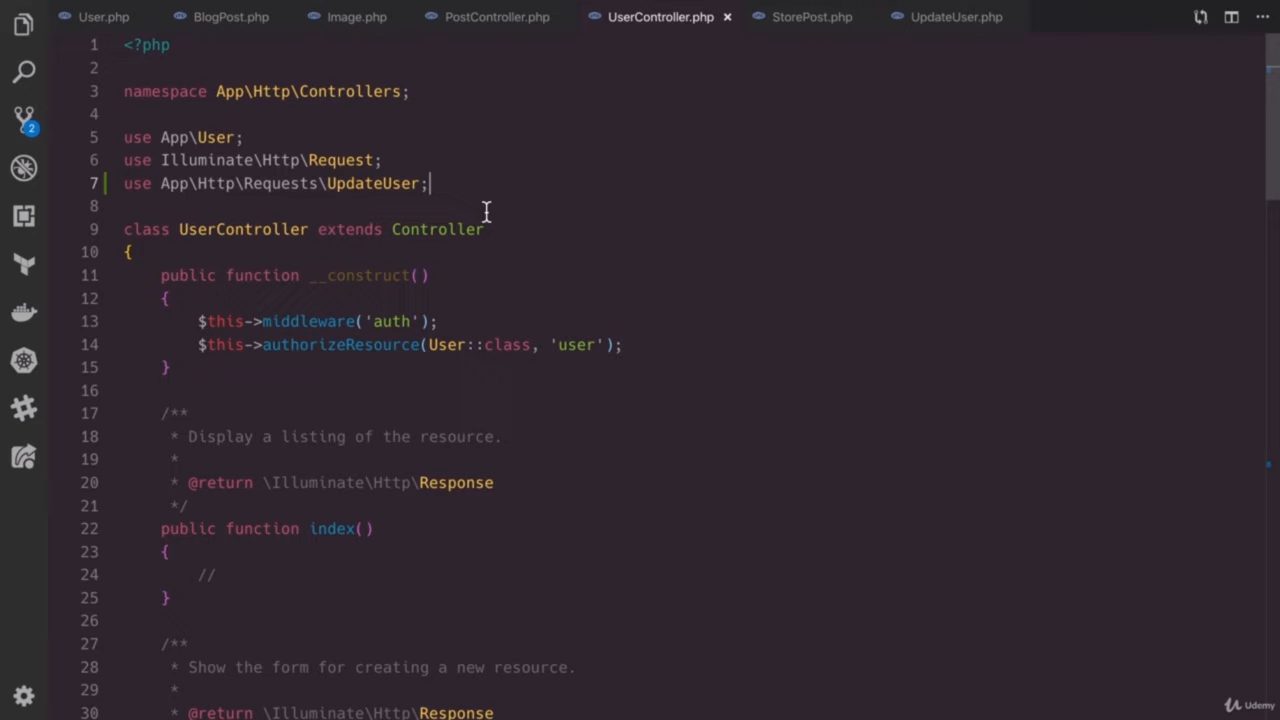 User.php BlogPost.php Image.php PostController.php UserController.php × StorePost.php UpdateUser.php
1 <?php
2
3 namespace App\Http\Controllers;
4
5 use App\User;
6 use Illuminate\Http\Request;
7 use App\Http\Requests\UpdateUser;
8
9 class UserController extends Controller
10 {
11     public function __construct()
12     {
13         $this->middleware('auth');
14         $this->authorizeResource(User::class, 'user');
15     }
16
17     /**
18      * Display a listing of the resource.
19      *
20      * @return \Illuminate\Http\Response
21      */
22     public function index()
23     {
24         //
25     }
26
27     /**
28      * Show the form for creating a new resource.
29      *
30      * @return \Illuminate\Http\Response
2
Udemy